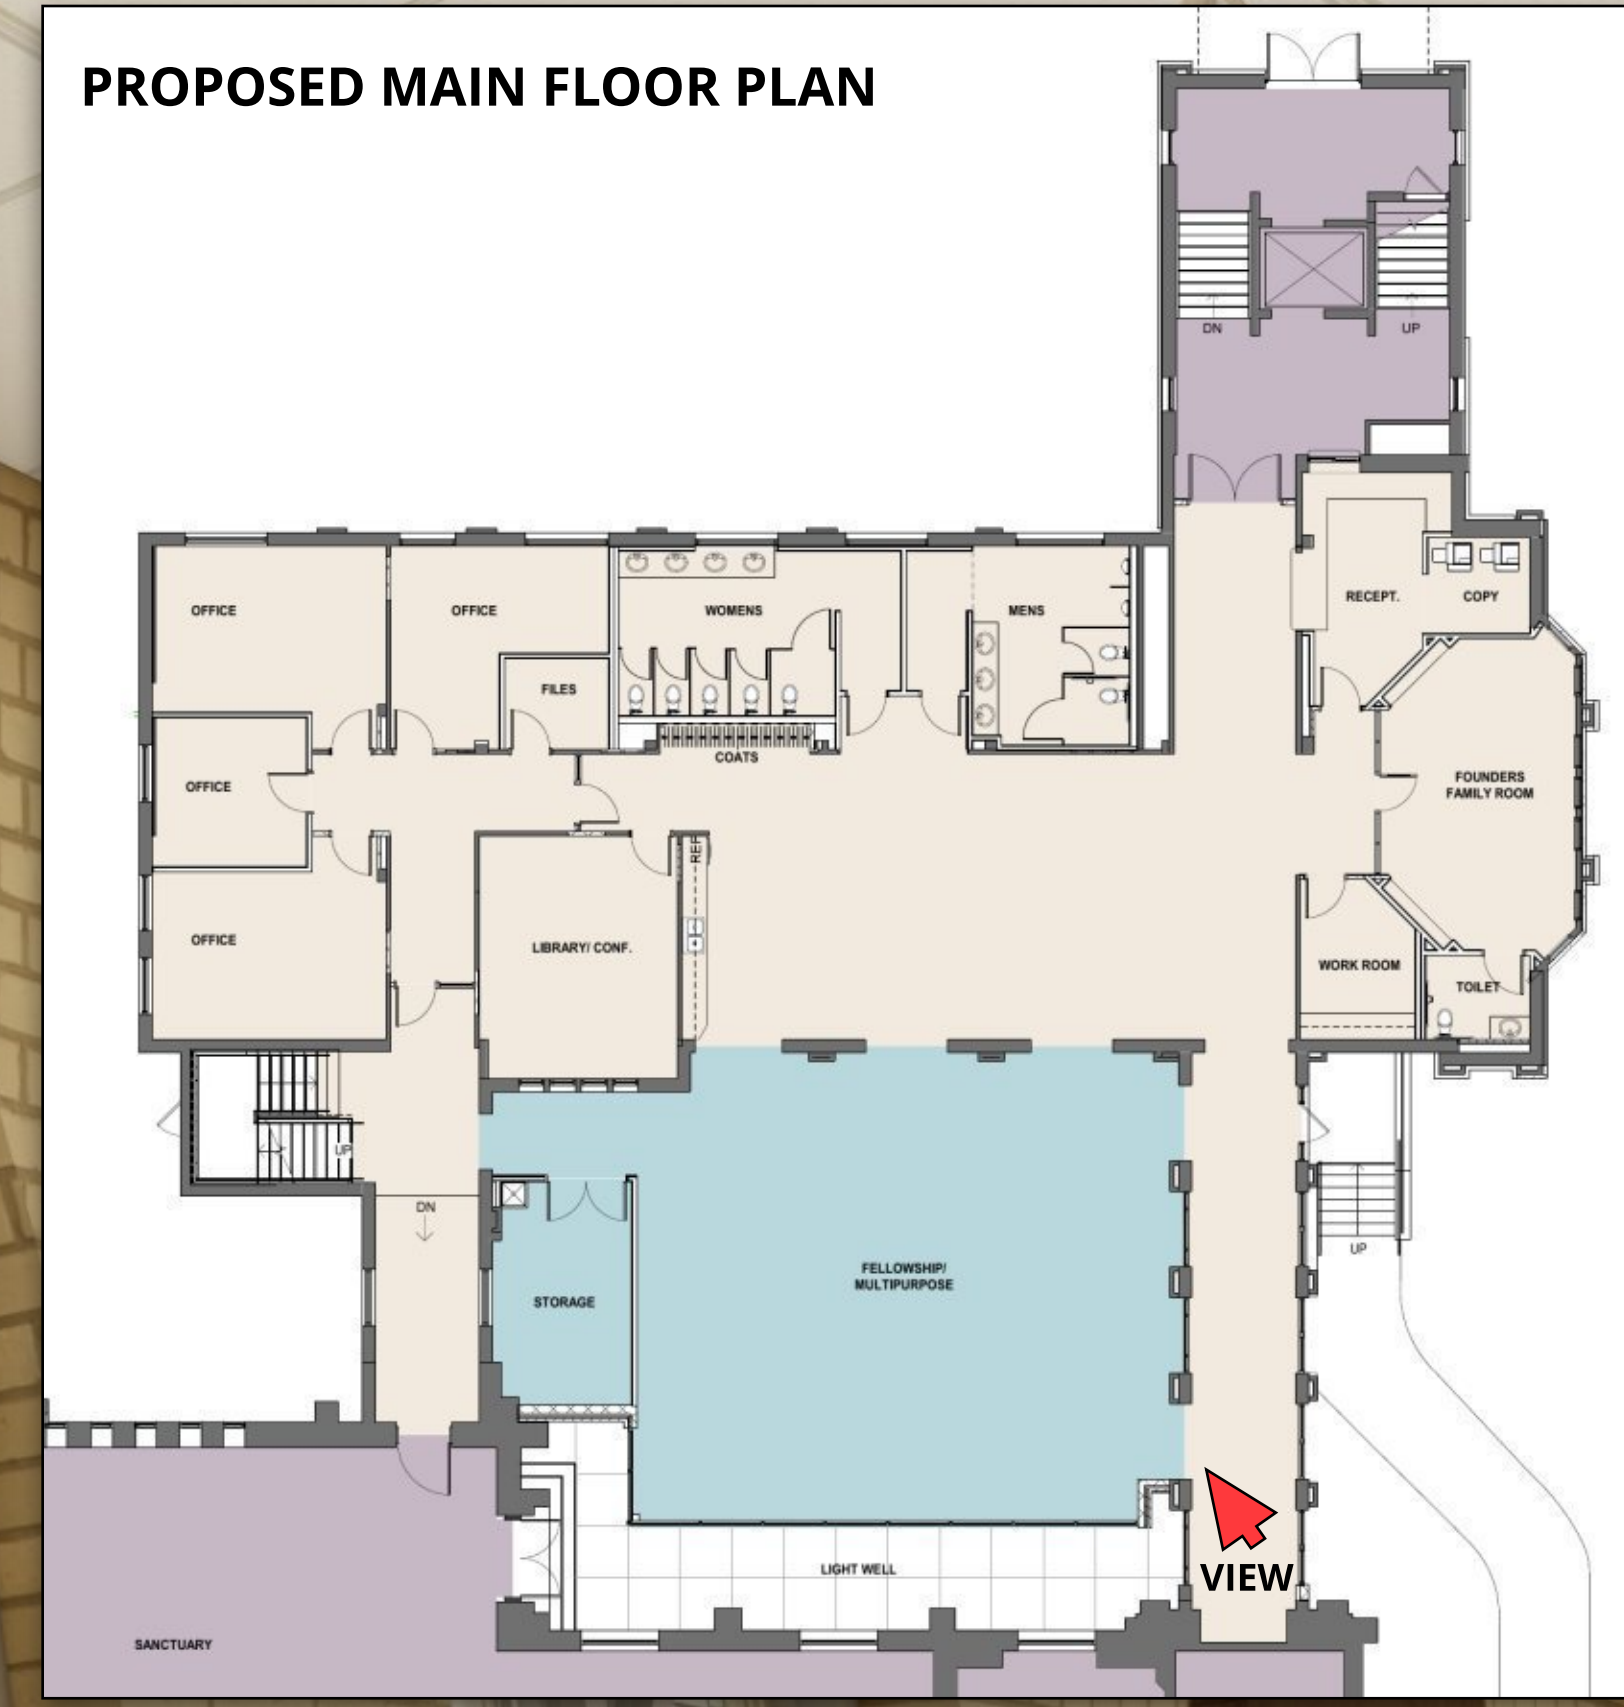 PROPOSED MAIN FLOOR PLAN
DN
UP
OFFICE
OFFICE
WOMENS
MENS
RECEPT.
COPY
FILES
COATS
OFFICE
FOUNDERS
FAMILY ROOM
REF
OFFICE
LIBRARY/ CONF.
WORK ROOM
TOILET
UP
DN
UP
FELLOWSHIP/
MULTIPURPOSE
STORAGE
LIGHT WELL
VIEW
SANCTUARY